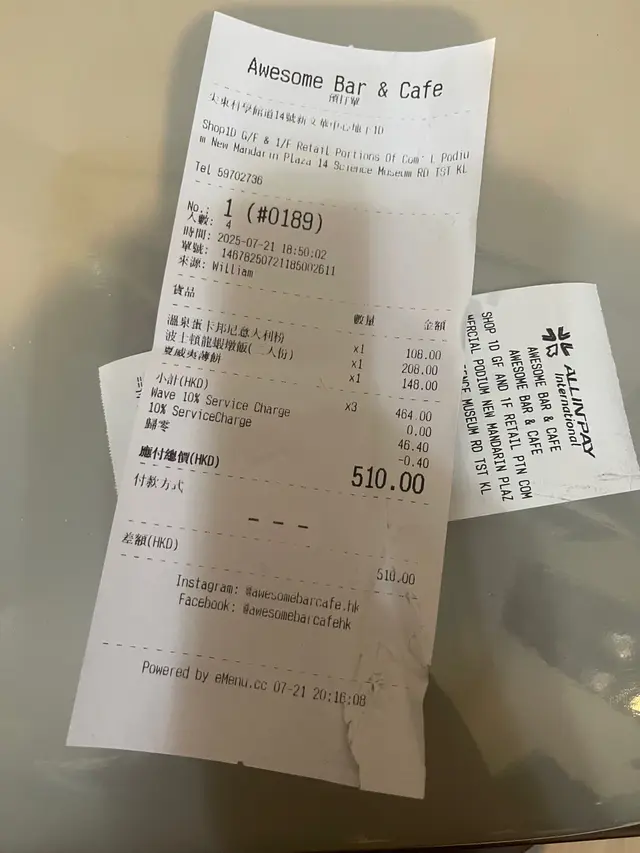 Awesome Bar & Cafe
預訂單
尖東科學館道14號新文華中心地下1D
Shop1D G/F & 1/F Retail Portions Of Com'L Podiu
m New Mandarin Plaza 14 Science Museum RD TST KL
Tel 59702736
No.: 1 (#0189)
人數: 4
時間: 2025-07-21 18:50:02
單號: 14678250721185002611
來源: William
貨品 數量 金額
溫泉蛋卡邦尼意大利粉 x1 108.00
波士頓龍蝦墩飯(二人份) x1 208.00
夏威夷薄餅 x1 148.00
小計(HKD) x3 464.00
Wave 10% Service Charge 0.00
10% ServiceCharge 46.40
歸零 -0.40
應付總價(HKD) 510.00
付款方式
---
差額(HKD) 510.00
Instagram: @awesomebarcafe.hk
Facebook: @awesomebarcafehk
Powered by eMenu.cc 07-21 20:16:08
ALLINPAY
International
AWESOME BAR & CAFE
AWESOME BAR & CAFE
SHOP 1D GF AND 1F RETAIL PTN COM
MERCIAL PODIUM NEW MANDARIN PLAZ
MUSEUM RD TST KL